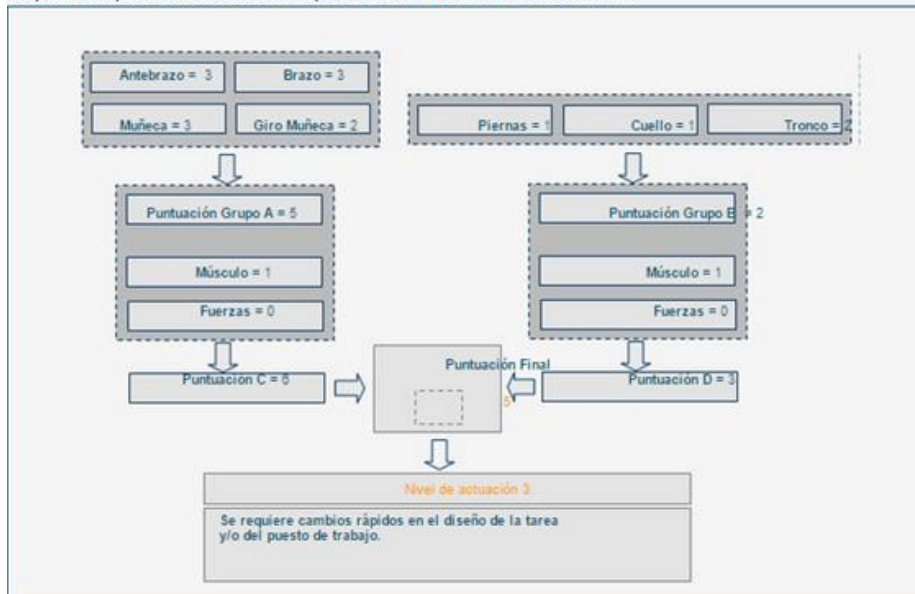 Antebrazo = 3
Brazo = 3
Muñeca = 3
Giro Muñeca = 2
Piernas = 1
Cuello = 1
Tronco = 2
Puntuación Grupo A = 5
Músculo = 1
Fuerzas = 0
Puntuación Grupo B = 2
Músculo = 1
Fuerzas = 0
Puntuación C = 6
Puntuación Final
5
Puntuación D = 3
Nivel de actuación 3
Se requiere cambios rápidos en el diseño de la tarea
y/o del puesto de trabajo.